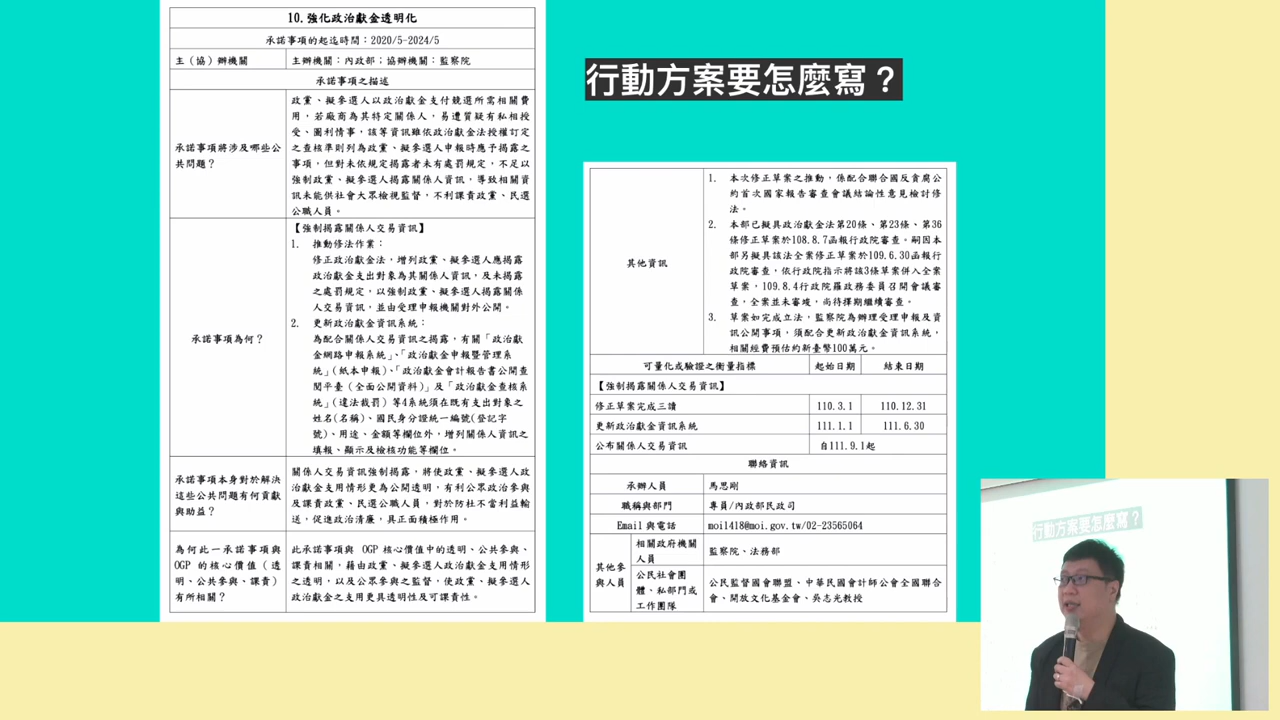 10.強化政治獻金透明化
承諾事項的起迄時間：2020/5-2024/5
主（協）辦機關
主辦機關：內政部；協辦機關：監察院
承諾事項之描述
承諾事項將涉及哪些公
共問題？
政黨、擬參選人以政治獻金支付競選所需相關費
用，若廠商為其特定關係人，易遭質疑有私相授
受、圖利情事，該等資訊雖依政治獻金法授權訂定
之查核準則列為政黨、擬參選人申報時應予揭露之
事項，但對未依規定揭露者未有處罰規定，不足以
強制政黨、擬參選人揭露關係人資訊，導致相關資
訊未能供社會大眾檢視監督，不利課責政黨、民選
公職人員。
承諾事項為何？
【強制揭露關係人交易資訊】
1. 推動修法作業：
修正政治獻金法，增列政黨、擬參選人應揭露
政治獻金支出對象為其關係人資訊，及未揭露
之處罰規定，以強制政黨、擬參選人揭露關係
人交易資訊，並由受理申報機關對外公開。
2. 更新政治獻金資訊系統：
為配合關係人交易資訊之揭露，有關「政治獻
金網路申報系統」、「政治獻金申報暨管理系
統」(紙本申報)、「政治獻金會計報告書公開查
閱平臺（全面公開資料)」及「政治獻金查核系
統」(違法裁罰）等4系統須在既有支出對象之
姓名(名稱)、國民身分證統一編號(登記字
號)、用途、金額等欄位外，增列關係人資訊之
填報、顯示及檢核功能等欄位。
承諾事項本身對於解決
這些公共問題有何貢獻
與助益？
關係人交易資訊強制揭露，將使政黨、擬參選人政
治獻金支用情形更為公開透明，有利公眾政治參與
及課責政黨、民選公職人員，對於防杜不當利益輸
送，促進政治清廉，具正面積極作用。
為何此一承諾事項與
OGP 的核心價值（透
明、公共參與、課責）
有所相關？
此承諾事項與 OGP 核心價值中的透明、公共參與、
課責相關，藉由政黨、擬參選人政治獻金支用情形
之透明，以及公眾參與之監督，使政黨、擬參選人
政治獻金之支用更具透明性及可課責性。
行動方案要怎麼寫？
其他資訊
1. 本次修正草案之推動，係配合聯合國反貪腐公
約首次國家報告審查會議結論性意見檢討修
法。
2. 本部已擬具政治獻金法第20條、第23條、第36
條修正草案於108.8.7函報行政院審查。嗣因本
部另擬具該法全案修正草案於109.6.30函報行
政院審查，依行政院指示將該3條草案併入全案
草案，109.8.4行政院羅政務委員召開會議審
查，全案並未審竣，尚待擇期繼續審查。
3. 草案如完成立法，監察院為辦理受理申報及資
訊公開事項，須配合更新政治獻金資訊系統，
相關經費預估約新臺幣100萬元。
可量化或驗證之衡量指標 起始日期 結束日期
【強制揭露關係人交易資訊】
修正草案完成三讀 110.3.1 110.12.31
更新政治獻金資訊系統 111.1.1 111.6.30
公布關係人交易資訊 自111.9.1起
聯絡資訊
承辦人員 馬思剛
職稱與部門 專員/內政部民政司
Email 與電話 moi1418@moi.gov.tw/02-23565064
其他參
與人員
相關政府機關
人員
監察院、法務部
公民社會團
體、私部門或
工作團隊
公民監督國會聯盟、中華民國會計師公會全國聯合
會、開放文化基金會、吳志光教授
行動方案要怎麼寫？